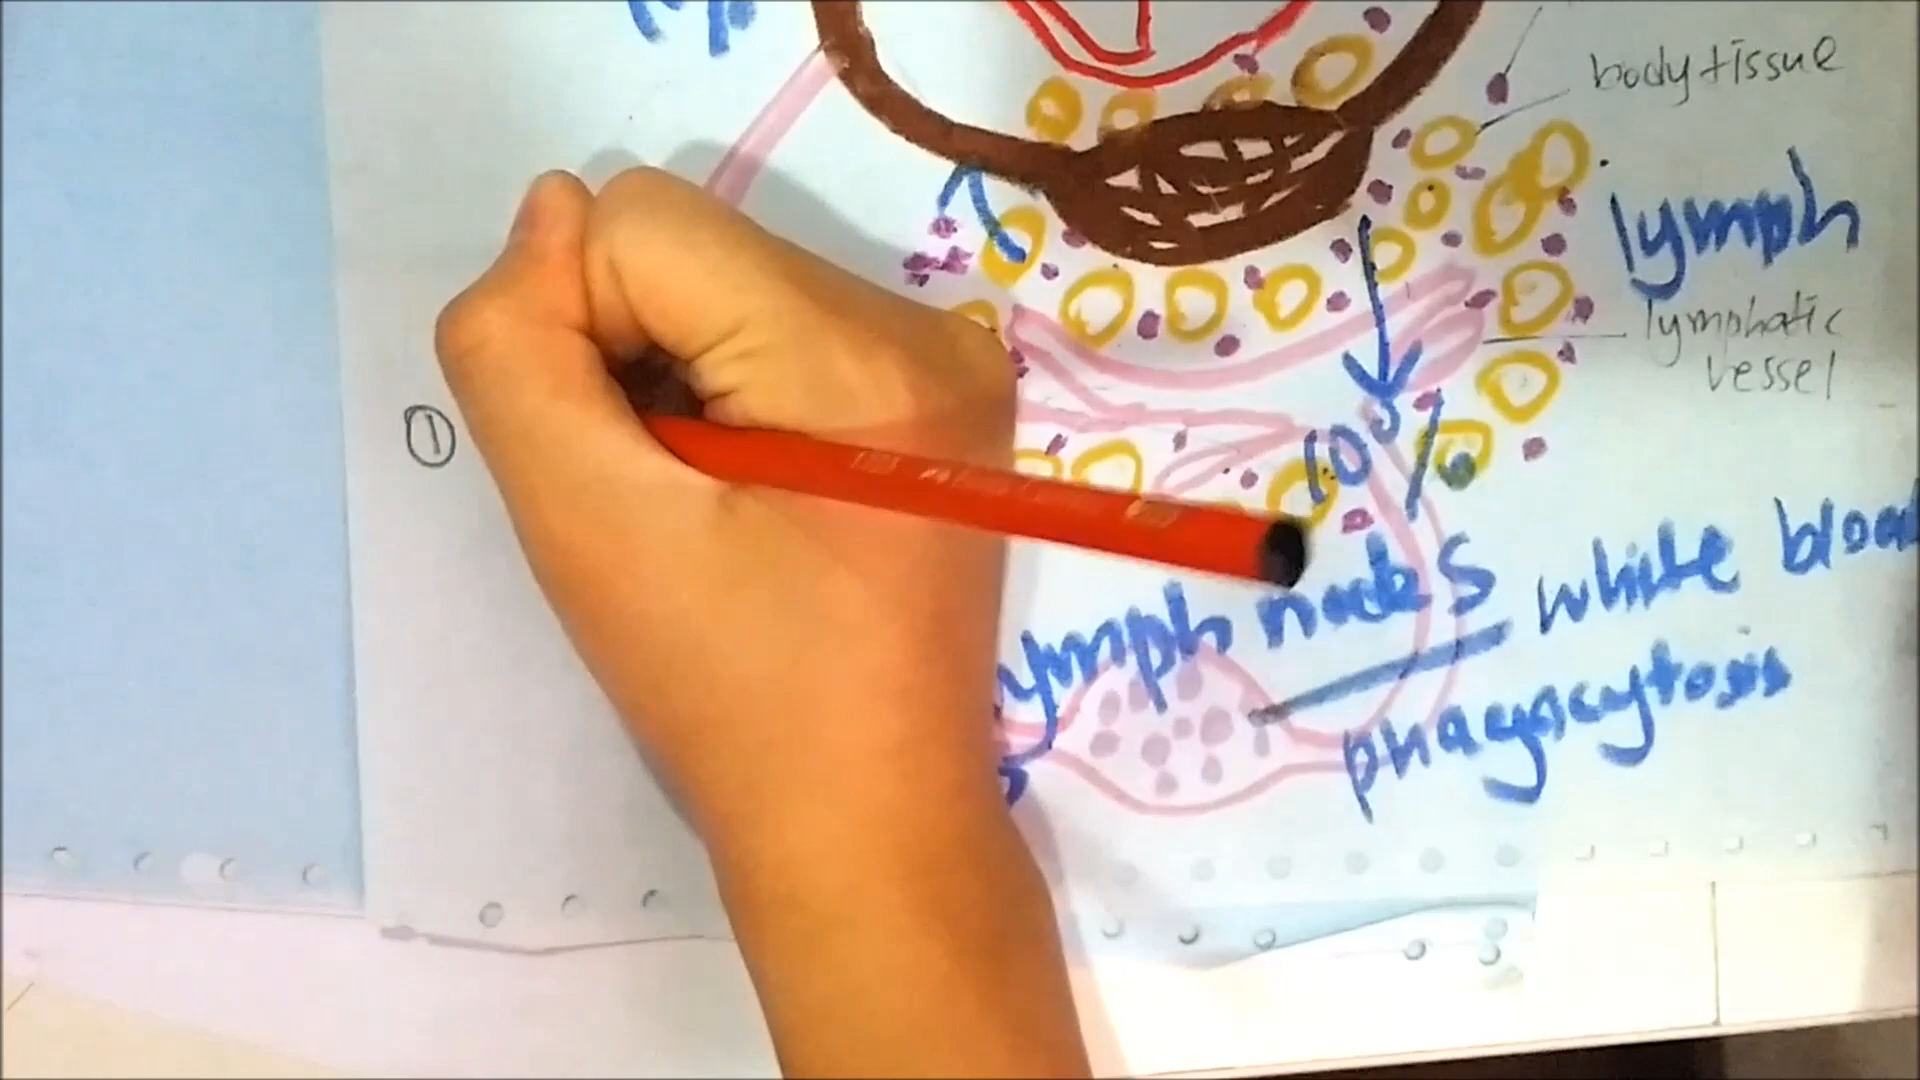 body tissue
lymph
lymphatic
vessel
①
10%
lymph nodes
white blood
phagocytosis